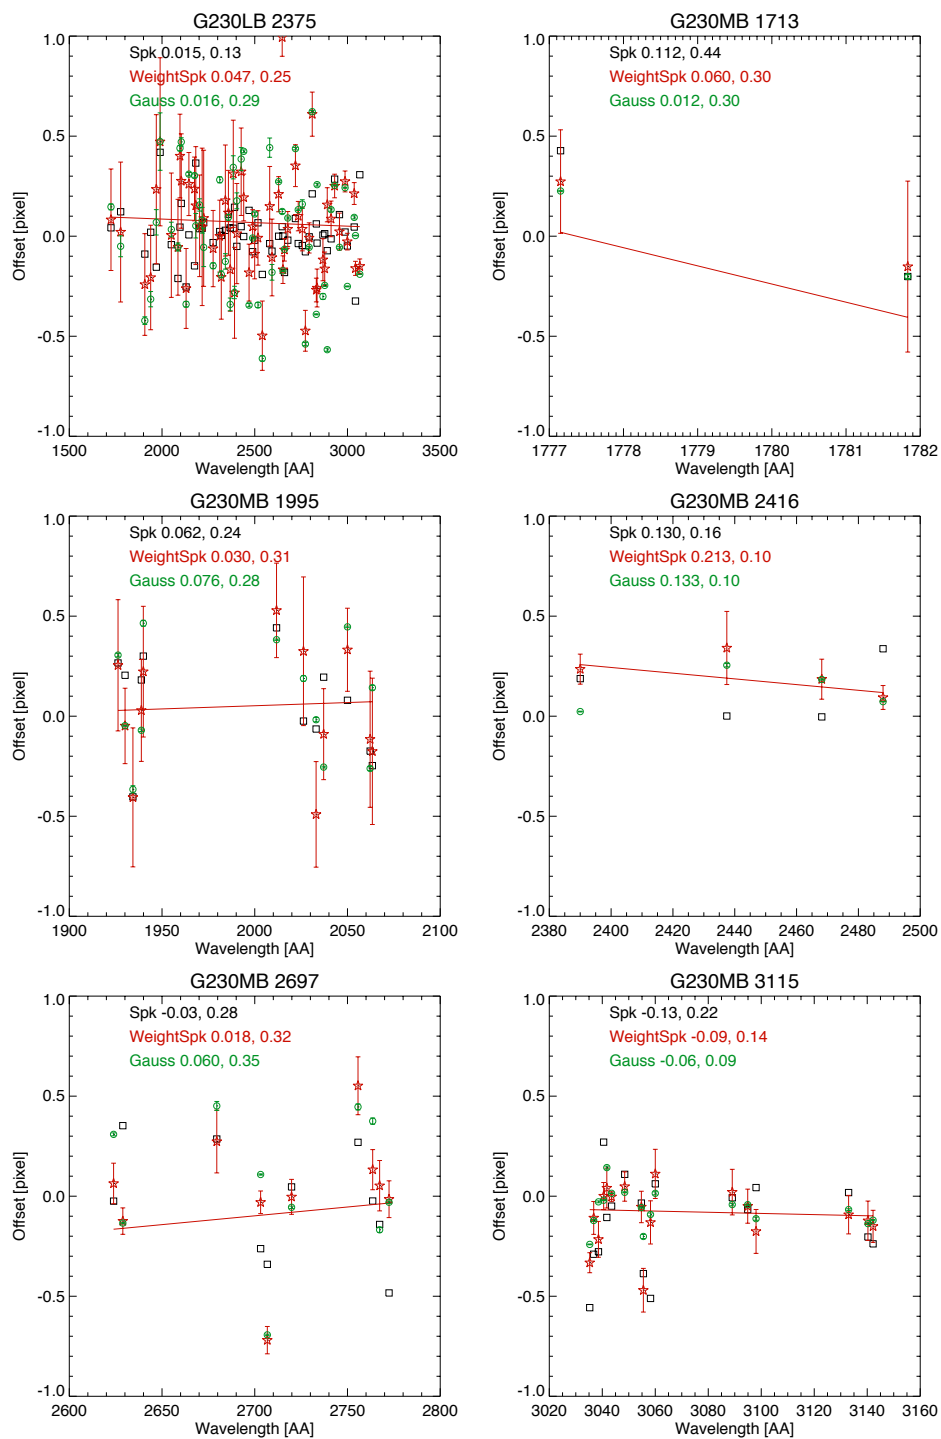 G230LB 2375
Spk 0.015, 0.13
WeightSpk 0.047, 0.25
Gauss 0.016, 0.29
1.0
0.5
0.0
-0.5
-1.0
Offset [pixel]
1500 2000 2500 3000 3500
Wavelength [AA]
G230MB 1713
Spk 0.112, 0.44
WeightSpk 0.060, 0.30
Gauss 0.012, 0.30
1.0
0.5
0.0
-0.5
-1.0
Offset [pixel]
1777 1778 1779 1780 1781 1782
Wavelength [AA]
G230MB 1995
Spk 0.062, 0.24
WeightSpk 0.030, 0.31
Gauss 0.076, 0.28
1.0
0.5
0.0
-0.5
-1.0
Offset [pixel]
1900 1950 2000 2050 2100
Wavelength [AA]
G230MB 2416
Spk 0.130, 0.16
WeightSpk 0.213, 0.10
Gauss 0.133, 0.10
1.0
0.5
0.0
-0.5
-1.0
Offset [pixel]
2380 2400 2420 2440 2460 2480 2500
Wavelength [AA]
G230MB 2697
Spk -0.03, 0.28
WeightSpk 0.018, 0.32
Gauss 0.060, 0.35
1.0
0.5
0.0
-0.5
-1.0
Offset [pixel]
2600 2650 2700 2750 2800
Wavelength [AA]
G230MB 3115
Spk -0.13, 0.22
WeightSpk -0.09, 0.14
Gauss -0.06, 0.09
1.0
0.5
0.0
-0.5
-1.0
Offset [pixel]
3020 3040 3060 3080 3100 3120 3140 3160
Wavelength [AA]